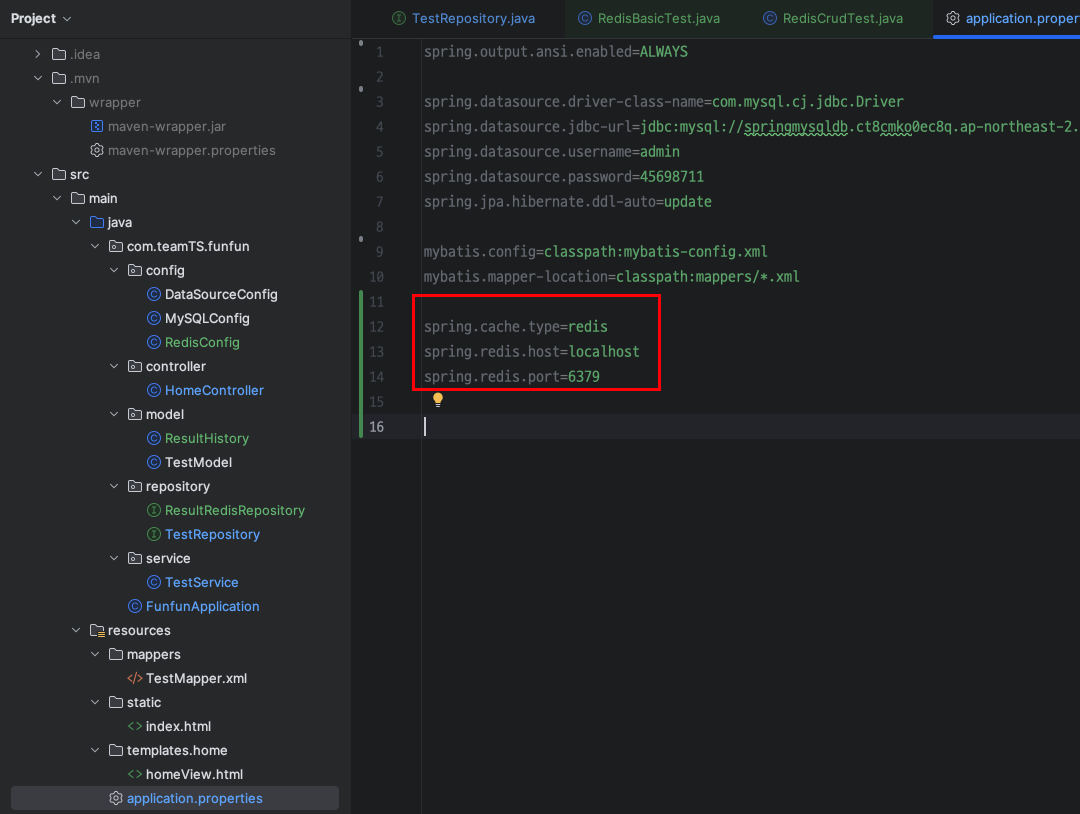 Project
.idea
.mvn
wrapper
maven-wrapper.jar
maven-wrapper.properties
src
main
java
com.teamTS.funfun
config
DataSourceConfig
MySQLConfig
RedisConfig
controller
HomeController
model
ResultHistory
TestModel
repository
ResultRedisRepository
TestRepository
service
TestService
FunfunApplication
resources
mappers
TestMapper.xml
static
index.html
templates.home
homeView.html
application.properties
TestRepository.java RedisBasicTest.java RedisCrudTest.java application.proper
1 spring.output.ansi.enabled=ALWAYS
2
3 spring.datasource.driver-class-name=com.mysql.cj.jdbc.Driver
4 spring.datasource.jdbc-url=jdbc:mysql://springmysqldb.ct8cmko0ec8q.ap-northeast-2.
5 spring.datasource.username=admin
6 spring.datasource.password=45698711
7 spring.jpa.hibernate.ddl-auto=update
8
9 mybatis.config=classpath:mybatis-config.xml
10 mybatis.mapper-location=classpath:mappers/*.xml
11
12 spring.cache.type=redis
13 spring.redis.host=localhost
14 spring.redis.port=6379
15
16